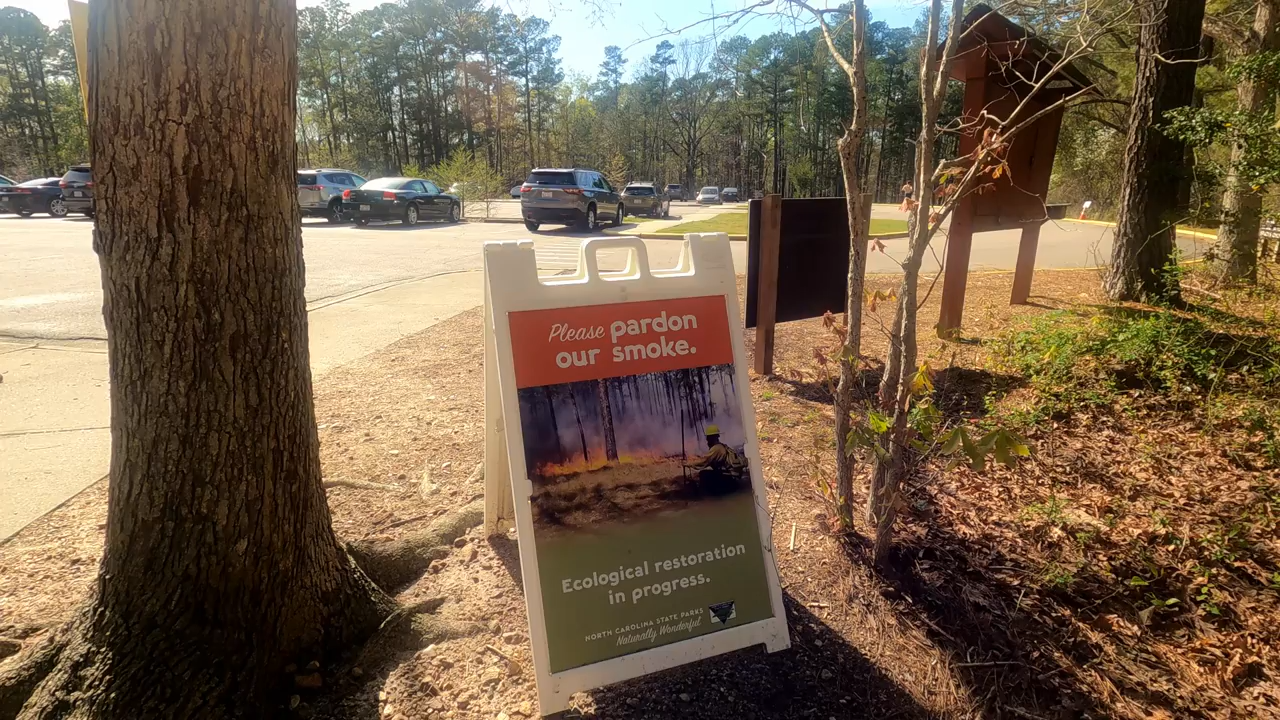 Please pardon
our smoke.
Ecological restoration
in progress.
NORTH CAROLINA STATE PARKS
Naturally Wonderful